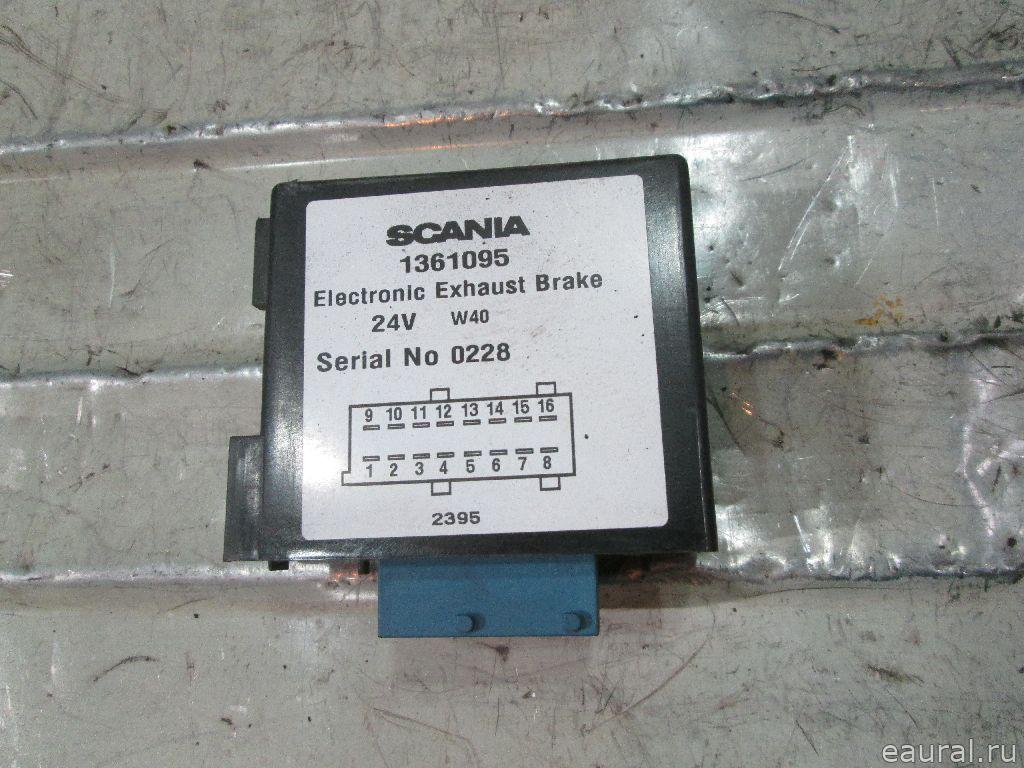 SCANIA
1361095
Electronic Exhaust Brake
24V W40
Serial No 0228
9 10 11 12 13 14 15 16
1 2 3 4 5 6 7 8
2395
eaural.ru